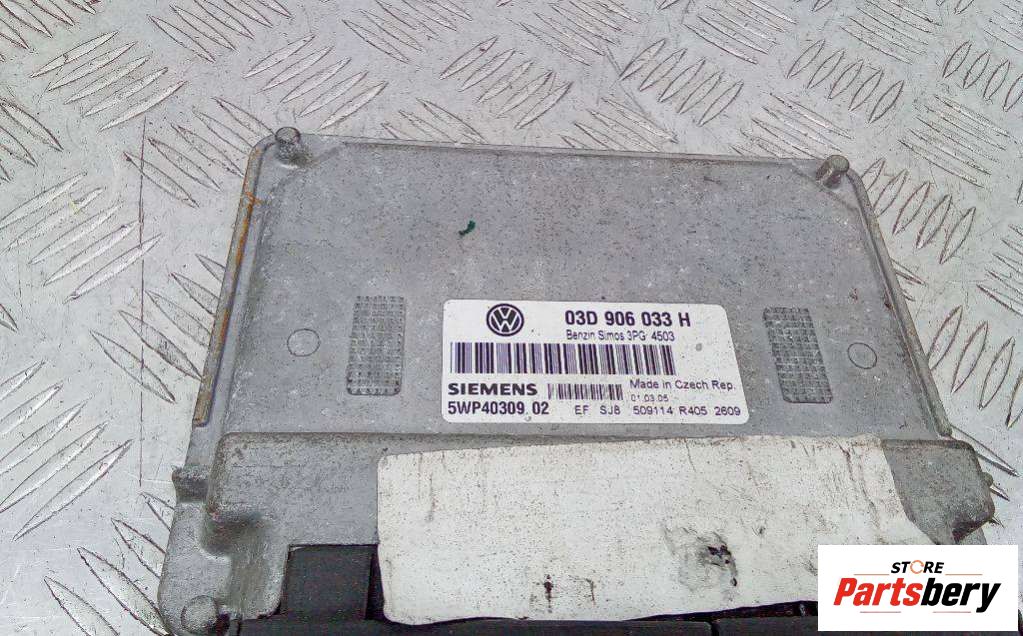 03D 906 033 H
Benzin Simos 3PG 4503
SIEMENS
Made in Czech Rep.
01.03.05
5WP40309 02
EF SJ8 509114 R405 2609
STORE
Partsbery